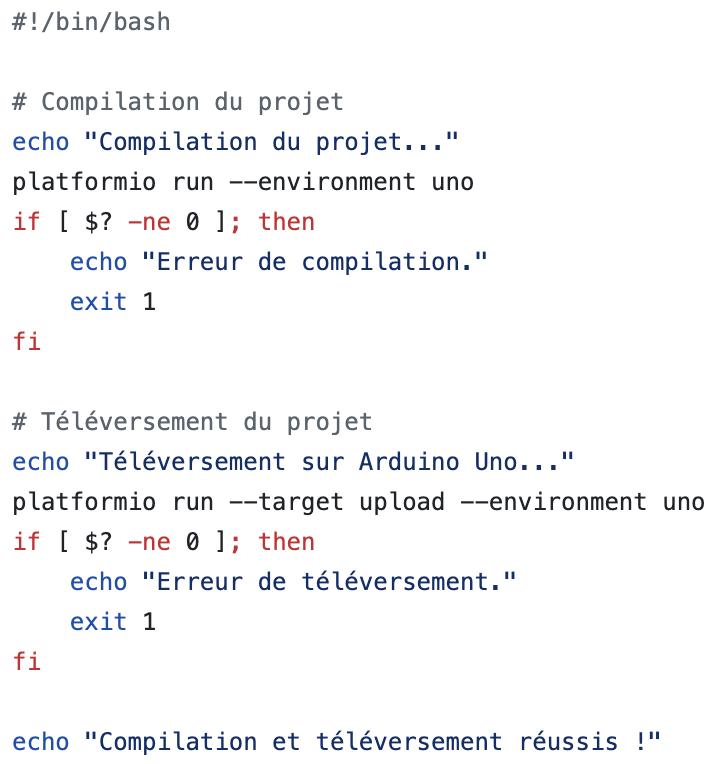 #!/bin/bash

# Compilation du projet
echo "Compilation du projet..."
platformio run --environment uno
if [ $? -ne 0 ]; then
    echo "Erreur de compilation."
    exit 1
fi

# Téléversement du projet
echo "Téléversement sur Arduino Uno..."
platformio run --target upload --environment uno
if [ $? -ne 0 ]; then
    echo "Erreur de téléversement."
    exit 1
fi

echo "Compilation et téléversement réussis !"